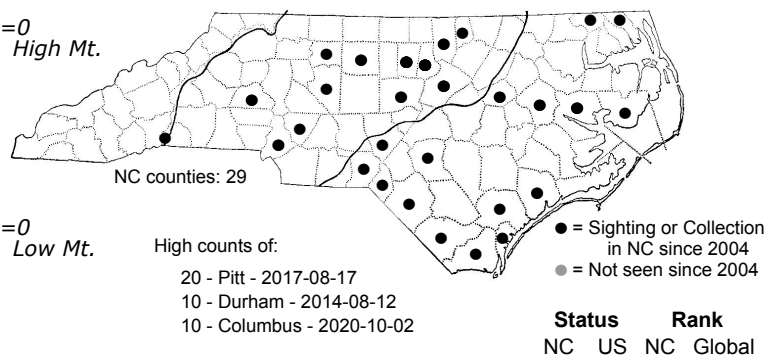 =0
High Mt.
NC counties: 29
=0
Low Mt.
High counts of:
20 - Pitt - 2017-08-17
10 - Durham - 2014-08-12
10 - Columbus - 2020-10-02
● = Sighting or Collection
in NC since 2004
● = Not seen since 2004
Status Rank
NC US NC Global